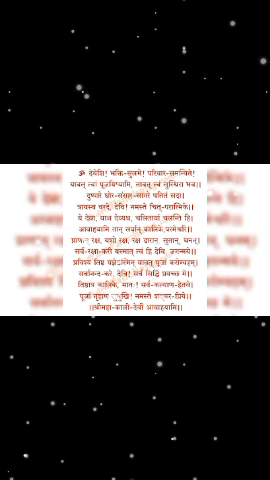 ॐ देवेशि! भक्ति-सुलभे! परिवार-समन्विते!
यावत् त्वां पूजयिष्यामि, तावत् त्वं सुस्थिरा भव।।
दुष्पारे घोर-संसार-सागरे पतितं सदा।
त्रायस्व वरदे, देवि! नमस्ते चित्-परात्मिके।।
ये देवा, याश्च देव्यश्च, चलितायां चलन्ति हि।
आवाहयामि तान् सर्वान् कालिके, परमेश्वरि।।
प्राणान् रक्ष, यशो रक्ष, रक्ष दारान्, सुतान्, धनम्।
सर्व-रक्षा-करी यस्मात् त्वं हि देवि, जगन्मये।।
प्रविश्य तिष्ठ यज्ञेऽस्मिन् यावत् पूजां करोम्यहम्।
सर्वानन्द-करे, देवि! सर्व सिद्धिं प्रयच्छ मे।।
तिष्ठात्र कालिके, मातः! सर्व-कल्याण-हेतवे।
पूजां गृहाण सुमुखि! नमस्ते शङ्कर-प्रिये।।
।।श्रीमहा-काली-देवीं आवाहयामि।।